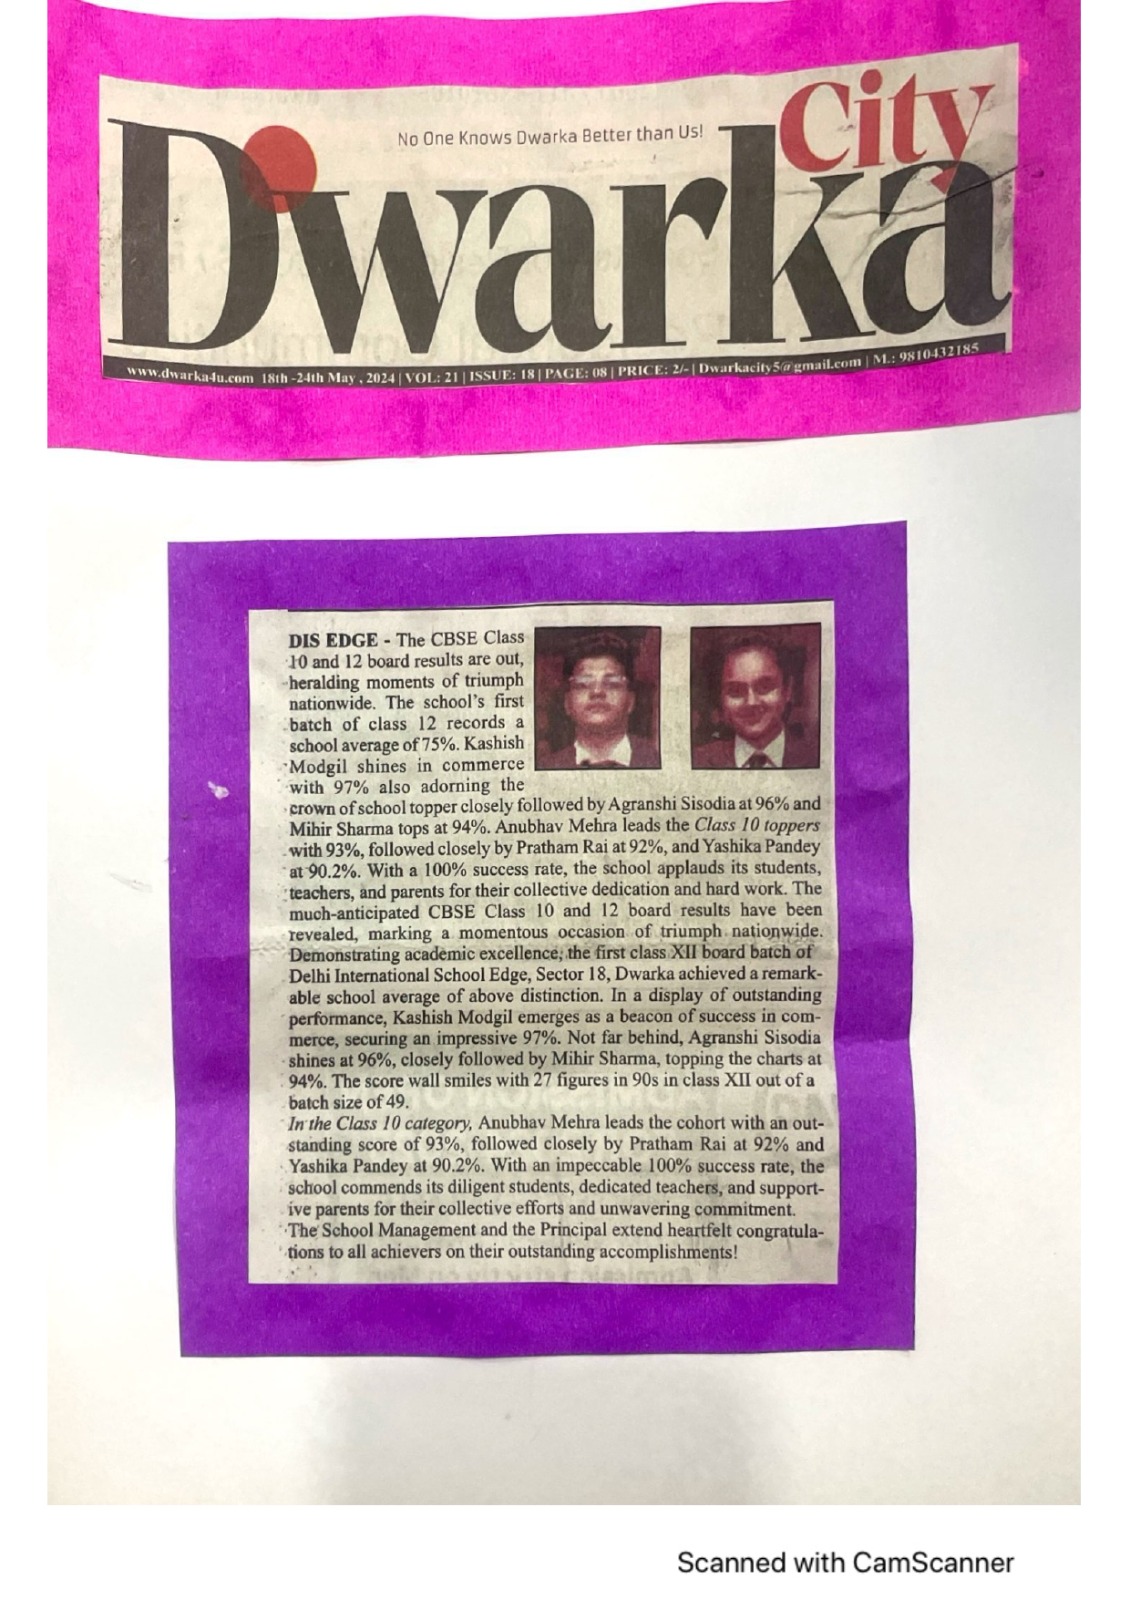 City
No One Knows Dwarka Better than Us!
Dwarka
www.dwarka4u.com 18th -24th May , 2024 | VOL: 21 | ISSUE: 18 | PAGE: 08 | PRICE: 2/- | Dwarkacity5@gmail.com | M.: 9810432185
DIS EDGE - The CBSE Class
10 and 12 board results are out,
heralding moments of triumph
nationwide. The school's first
batch of class 12 records a
school average of 75%. Kashish
Modgil shines in commerce
with 97% also adorning the
crown of school topper closely followed by Agranshi Sisodia at 96% and
Mihir Sharma tops at 94%. Anubhav Mehra leads the Class 10 toppers
with 93%, followed closely by Pratham Rai at 92%, and Yashika Pandey
at 90.2%. With a 100% success rate, the school applauds its students,
teachers, and parents for their collective dedication and hard work. The
much-anticipated CBSE Class 10 and 12 board results have been
revealed, marking a momentous occasion of triumph nationwide.
Demonstrating academic excellence, the first class XII board batch of
Delhi International School Edge, Sector 18, Dwarka achieved a remark-
able school average of above distinction. In a display of outstanding
performance, Kashish Modgil emerges as a beacon of success in com-
merce, securing an impressive 97%. Not far behind, Agranshi Sisodia
shines at 96%, closely followed by Mihir Sharma, topping the charts at
94%. The score wall smiles with 27 figures in 90s in class XII out of a
batch size of 49.
In the Class 10 category, Anubhav Mehra leads the cohort with an out-
standing score of 93%, followed closely by Pratham Rai at 92% and
Yashika Pandey at 90.2%. With an impeccable 100% success rate, the
school commends its diligent students, dedicated teachers, and support-
ive parents for their collective efforts and unwavering commitment.
The School Management and the Principal extend heartfelt congratula-
tions to all achievers on their outstanding accomplishments!
Scanned with CamScanner